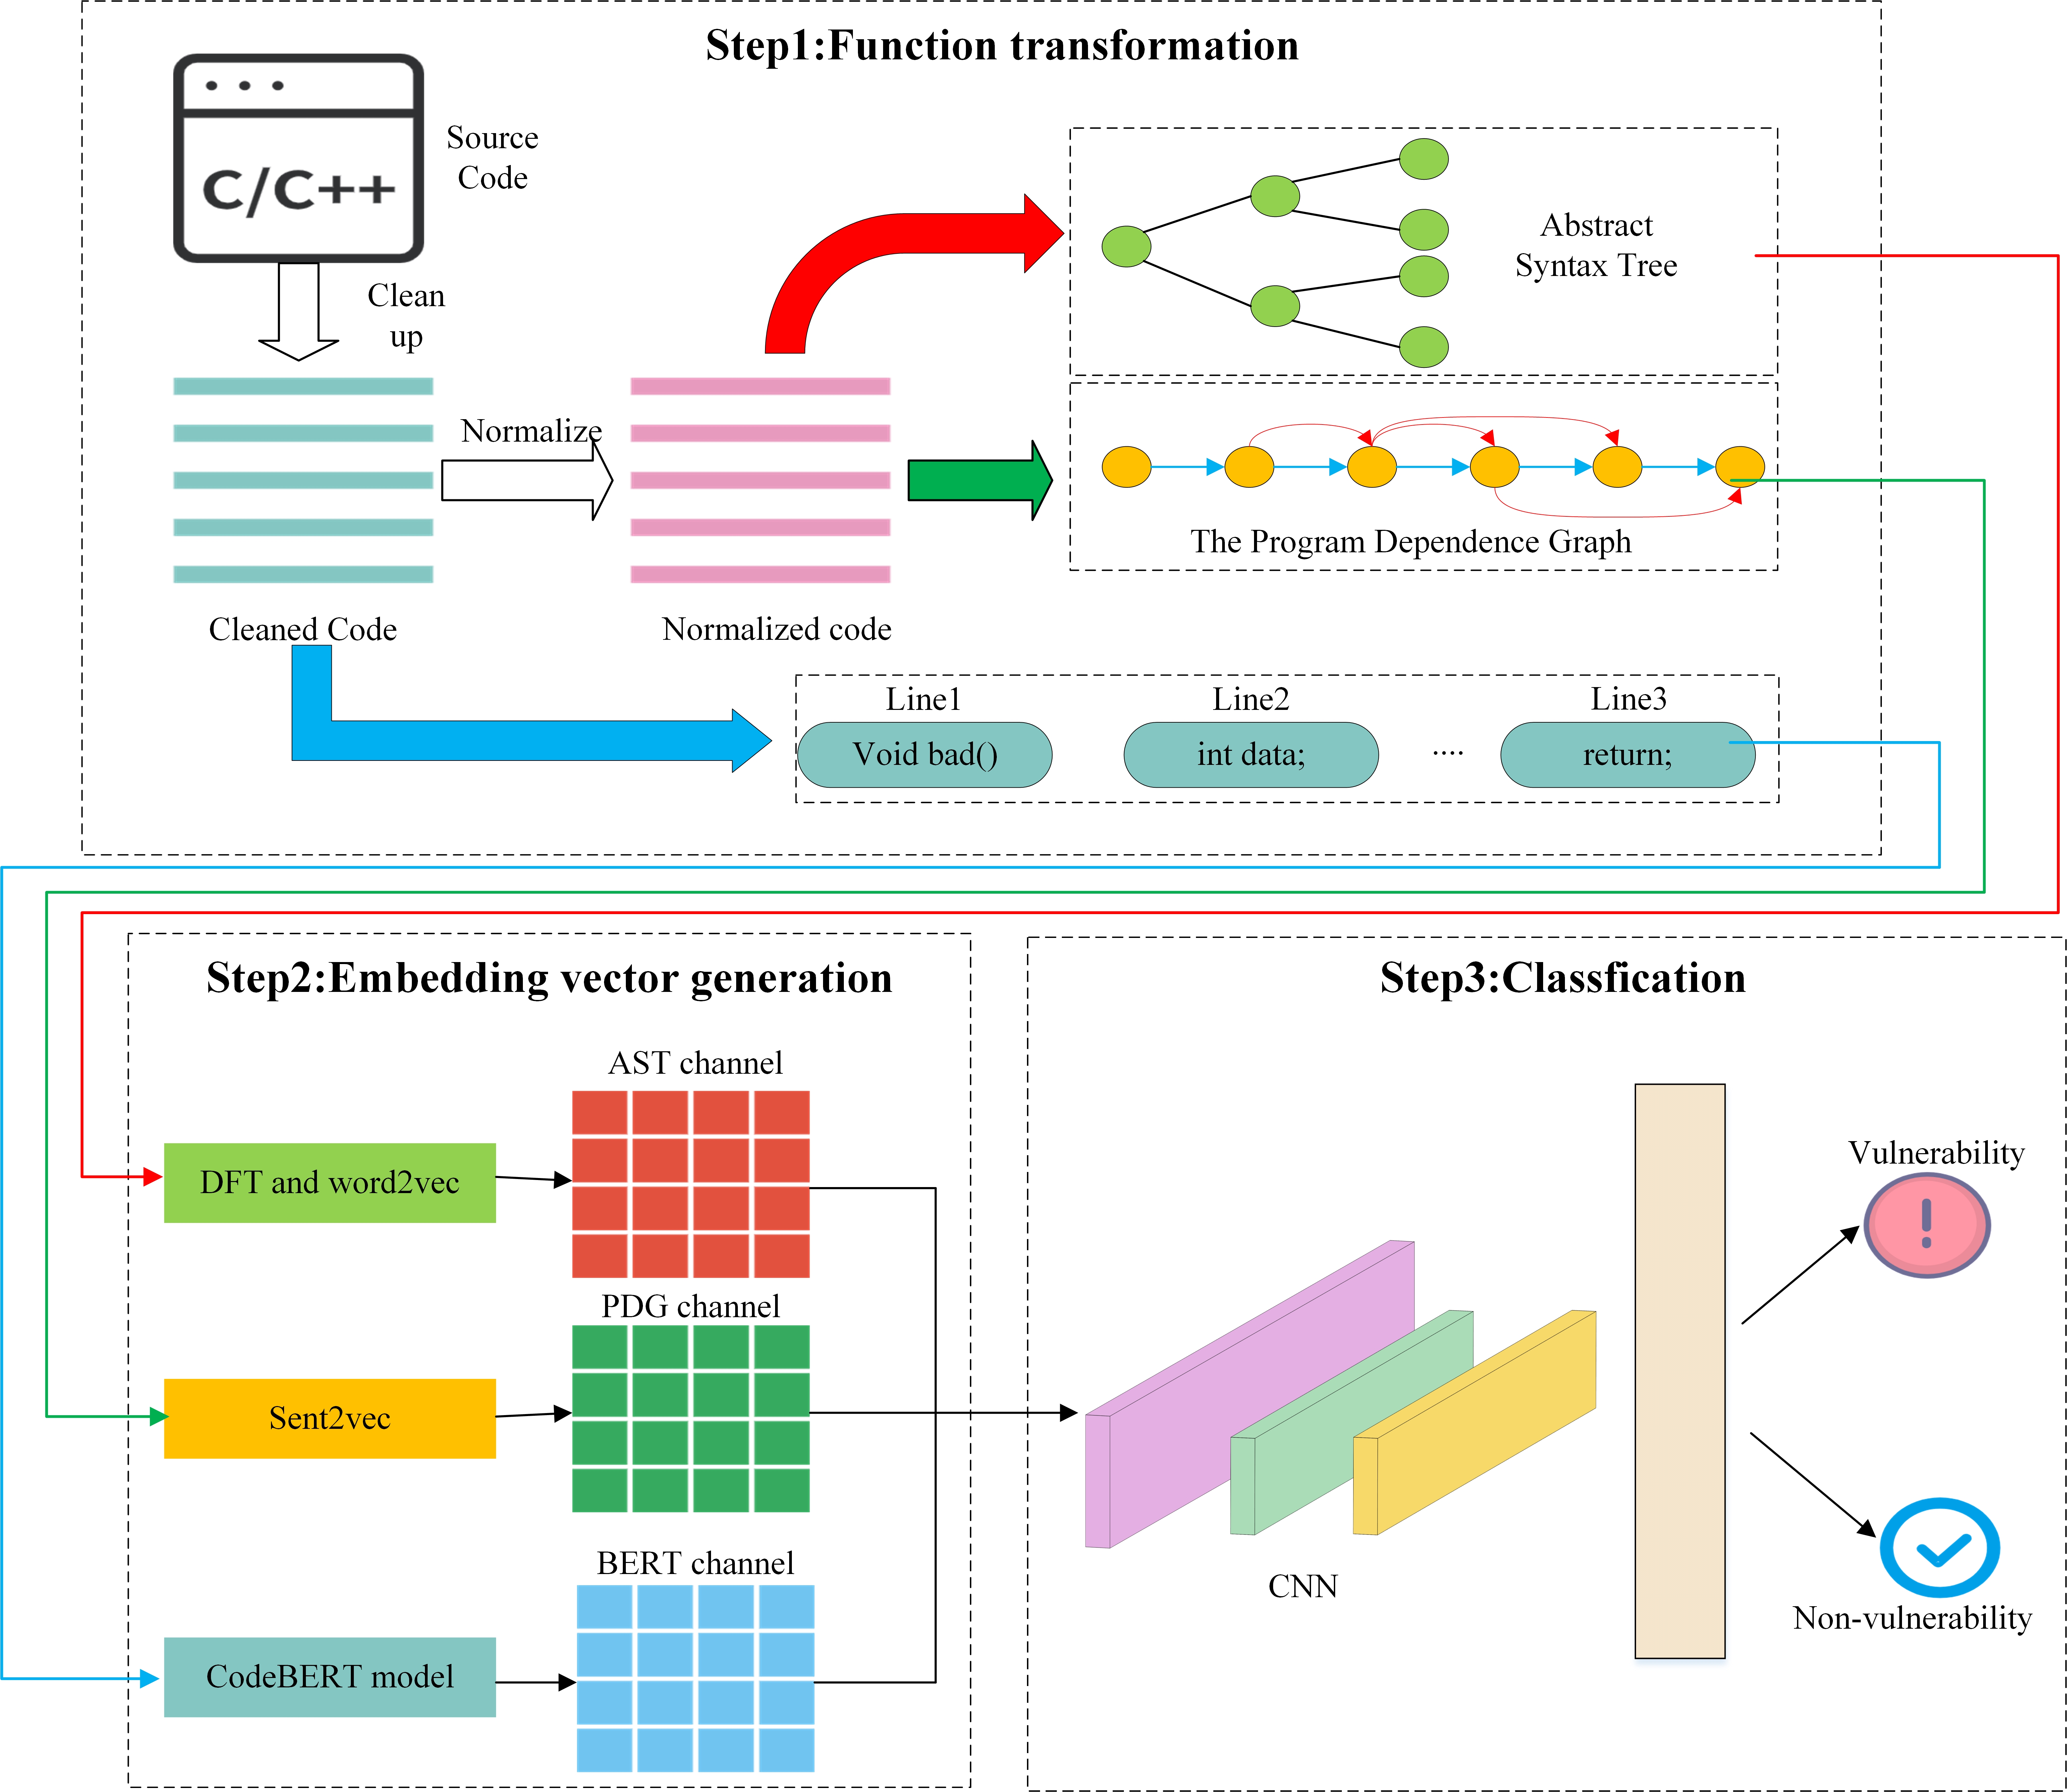 Step1:Function transformation
C/C++
Source
Code
Clean
up
Abstract
Syntax Tree
Normalize
The Program Dependence Graph
Cleaned Code
Normalized code
Line1
Line2
Line3
Void bad()
int data;
....
return;
Step2:Embedding vector generation
AST channel
DFT and word2vec
PDG channel
Sent2vec
BERT channel
CodeBERT model
Step3:Classfication
Vulnerability
!
CNN
Non-vulnerability